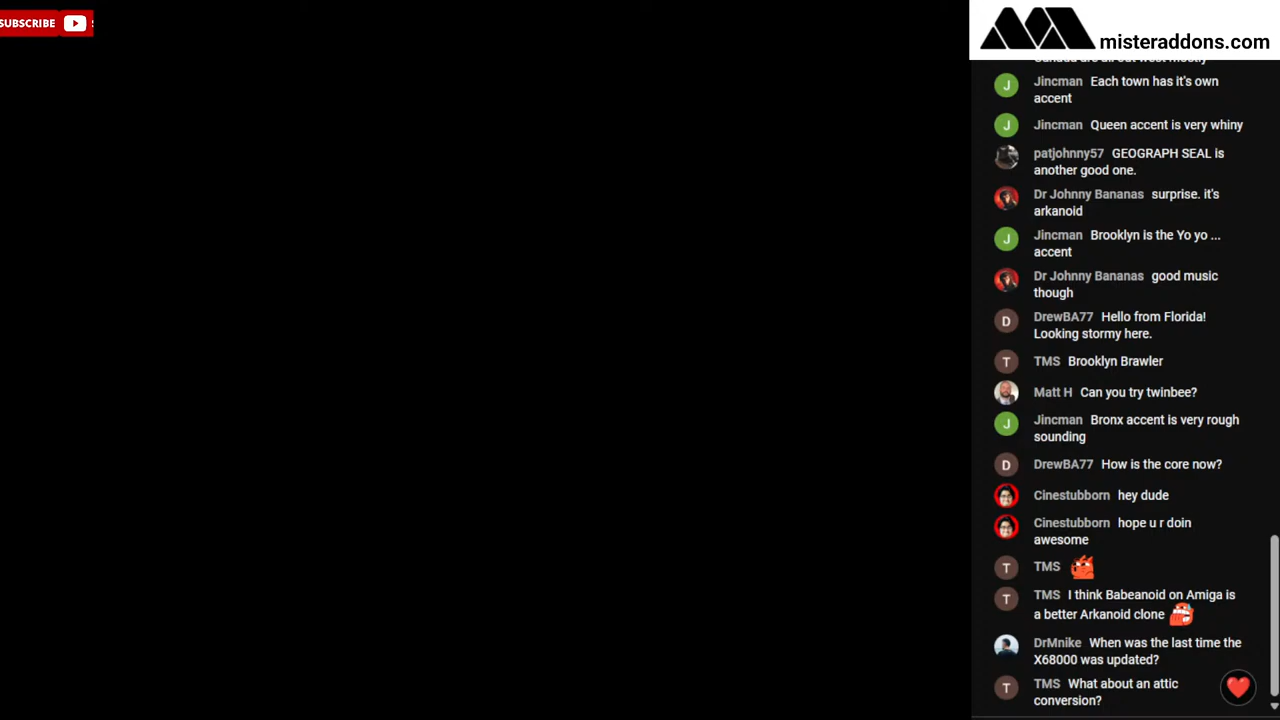 SUBSCRIBE
misteraddons.com
Jincman Each town has it's own
accent
Jincman Queen accent is very whiny
patjohnny57 GEOGRAPH SEAL is
another good one.
Dr Johnny Bananas surprise. it's
arkanoid
Jincman Brooklyn is the Yo yo ...
accent
Dr Johnny Bananas good music
though
DrewBA77 Hello from Florida!
Looking stormy here.
TMS Brooklyn Brawler
Matt H Can you try twinbee?
Jincman Bronx accent is very rough
sounding
DrewBA77 How is the core now?
Cinestubborn hey dude
Cinestubborn hope u r doin
awesome
TMS
TMS I think Babeanoid on Amiga is
a better Arkanoid clone
DrMnike When was the last time the
X68000 was updated?
TMS What about an attic
conversion?